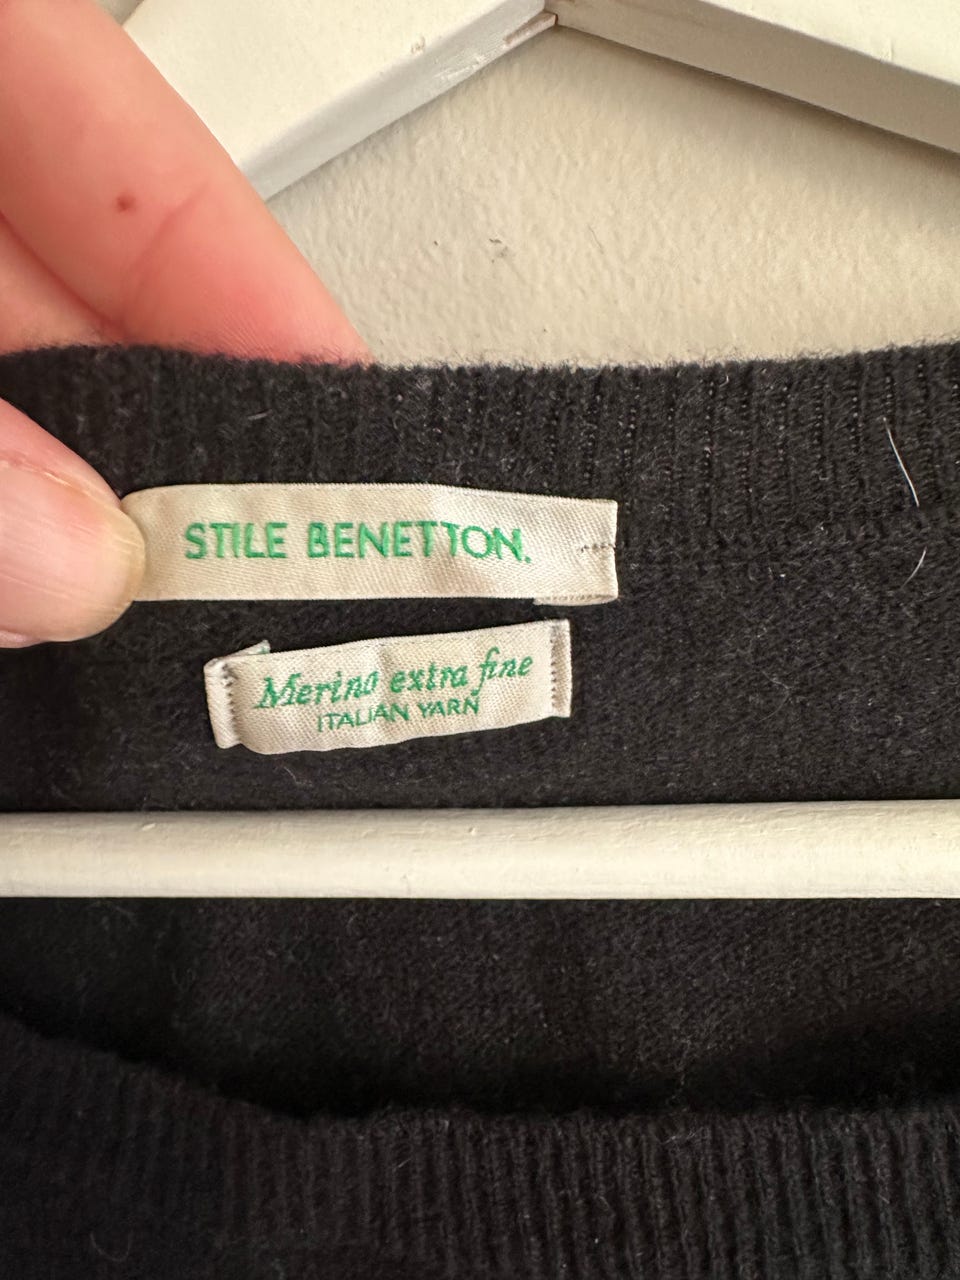 STILE BENETTON.
Merino extra fine
ITALIAN YARN